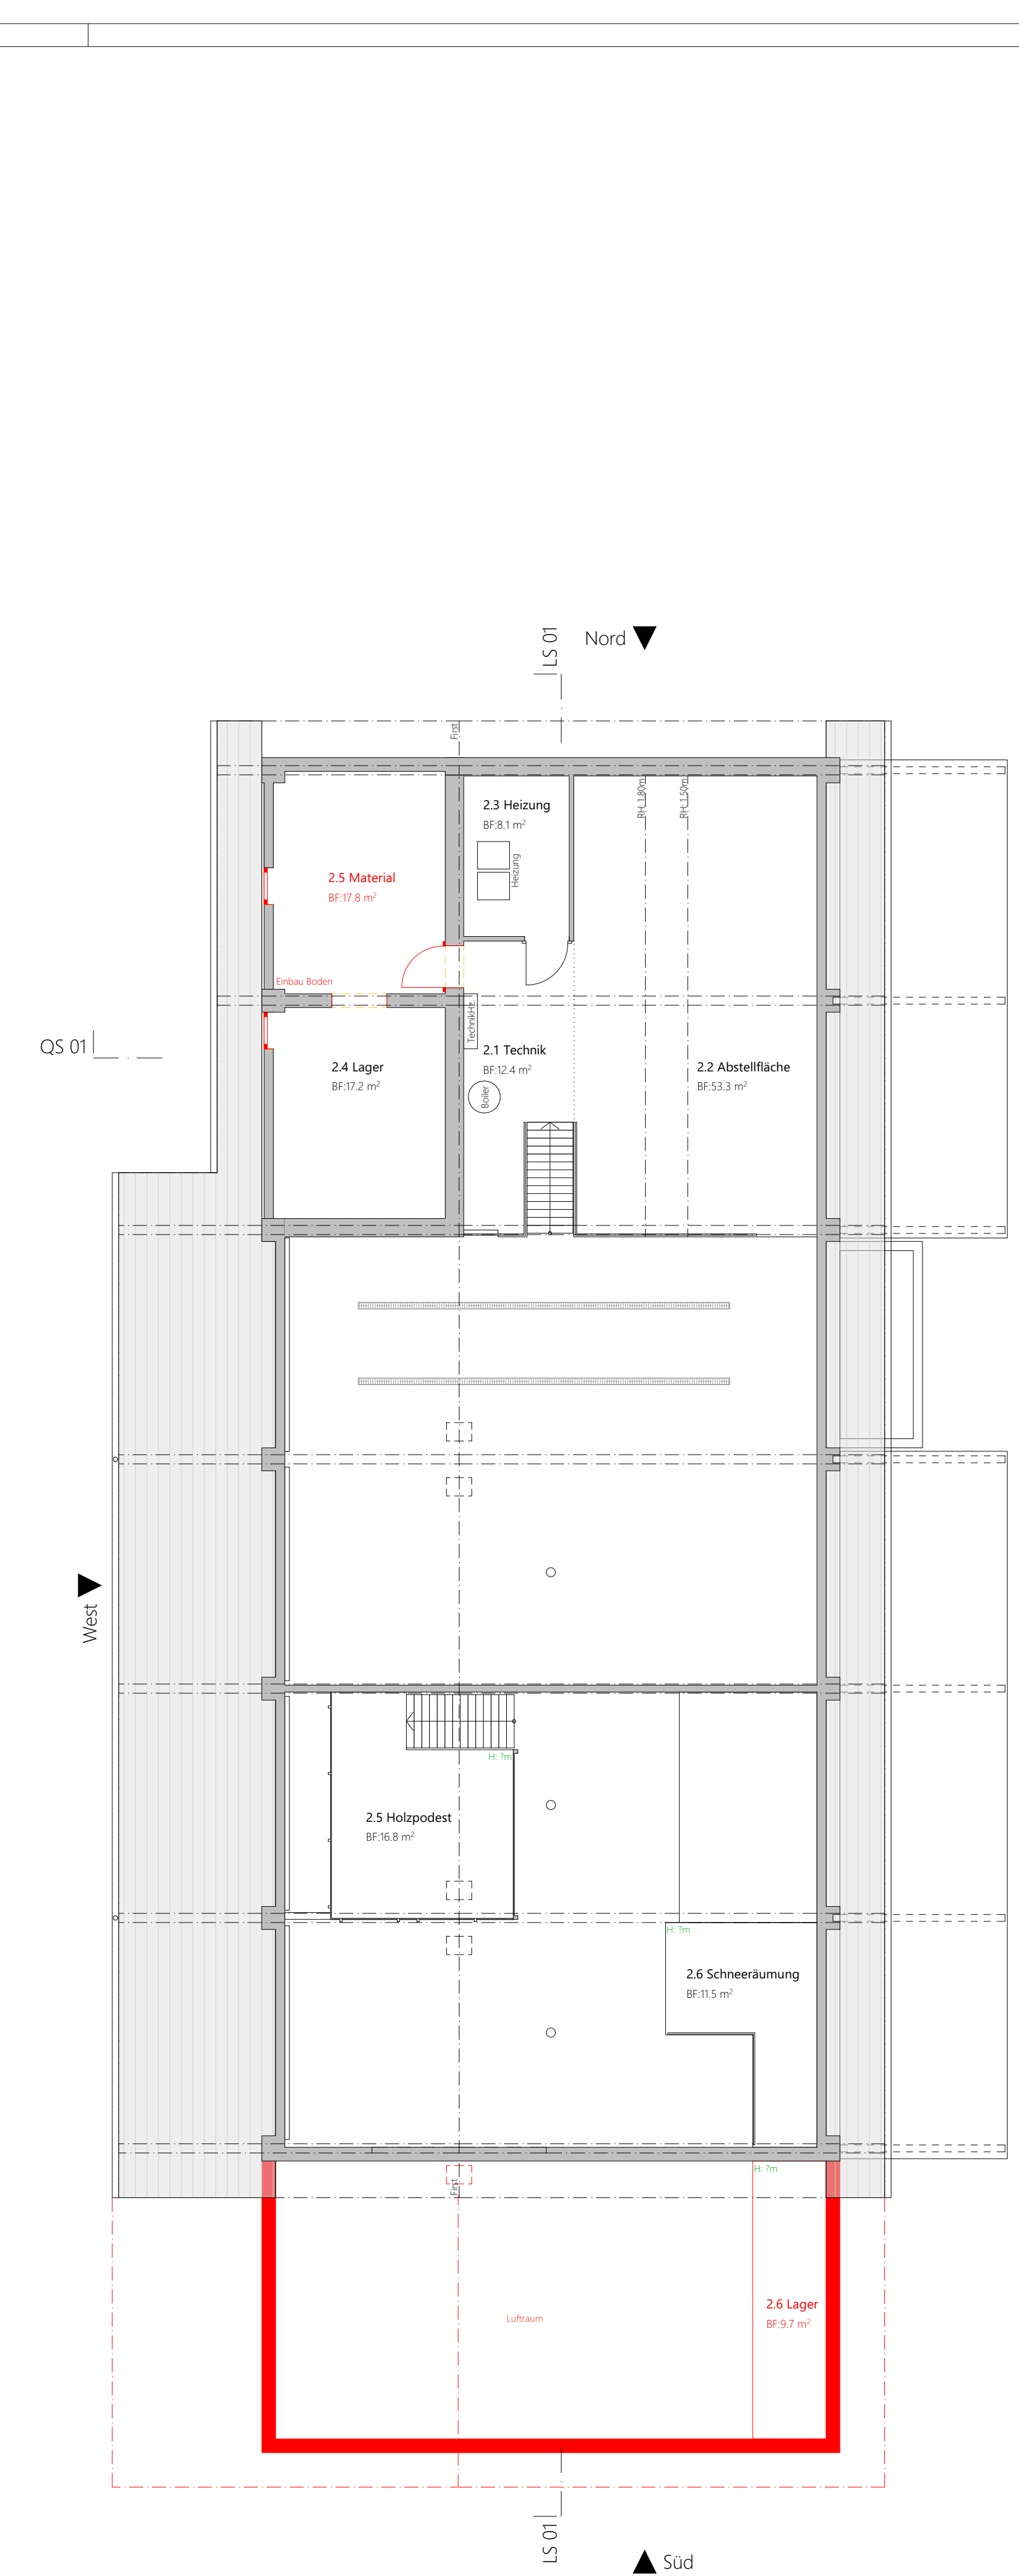 LS 01
Nord
First
2.3 Heizung
BF:8.1 m²
Heizung
RH: 1.80m
RH: 1.50m
2.5 Material
BF:17.8 m²
Einbau Boden
TechnikHz.
QS 01
2.1 Technik
BF:12.4 m²
2.4 Lager
BF:17.2 m²
Boiler
2.2 Abstellfläche
BF:53.3 m²
West
H: ?m
2.5 Holzpodest
BF:16.8 m²
H: ?m
2.6 Schneeräumung
BF:11.5 m²
H: ?m
First
2.6 Lager
BF:9.7 m²
Luftraum
LS 01
Süd